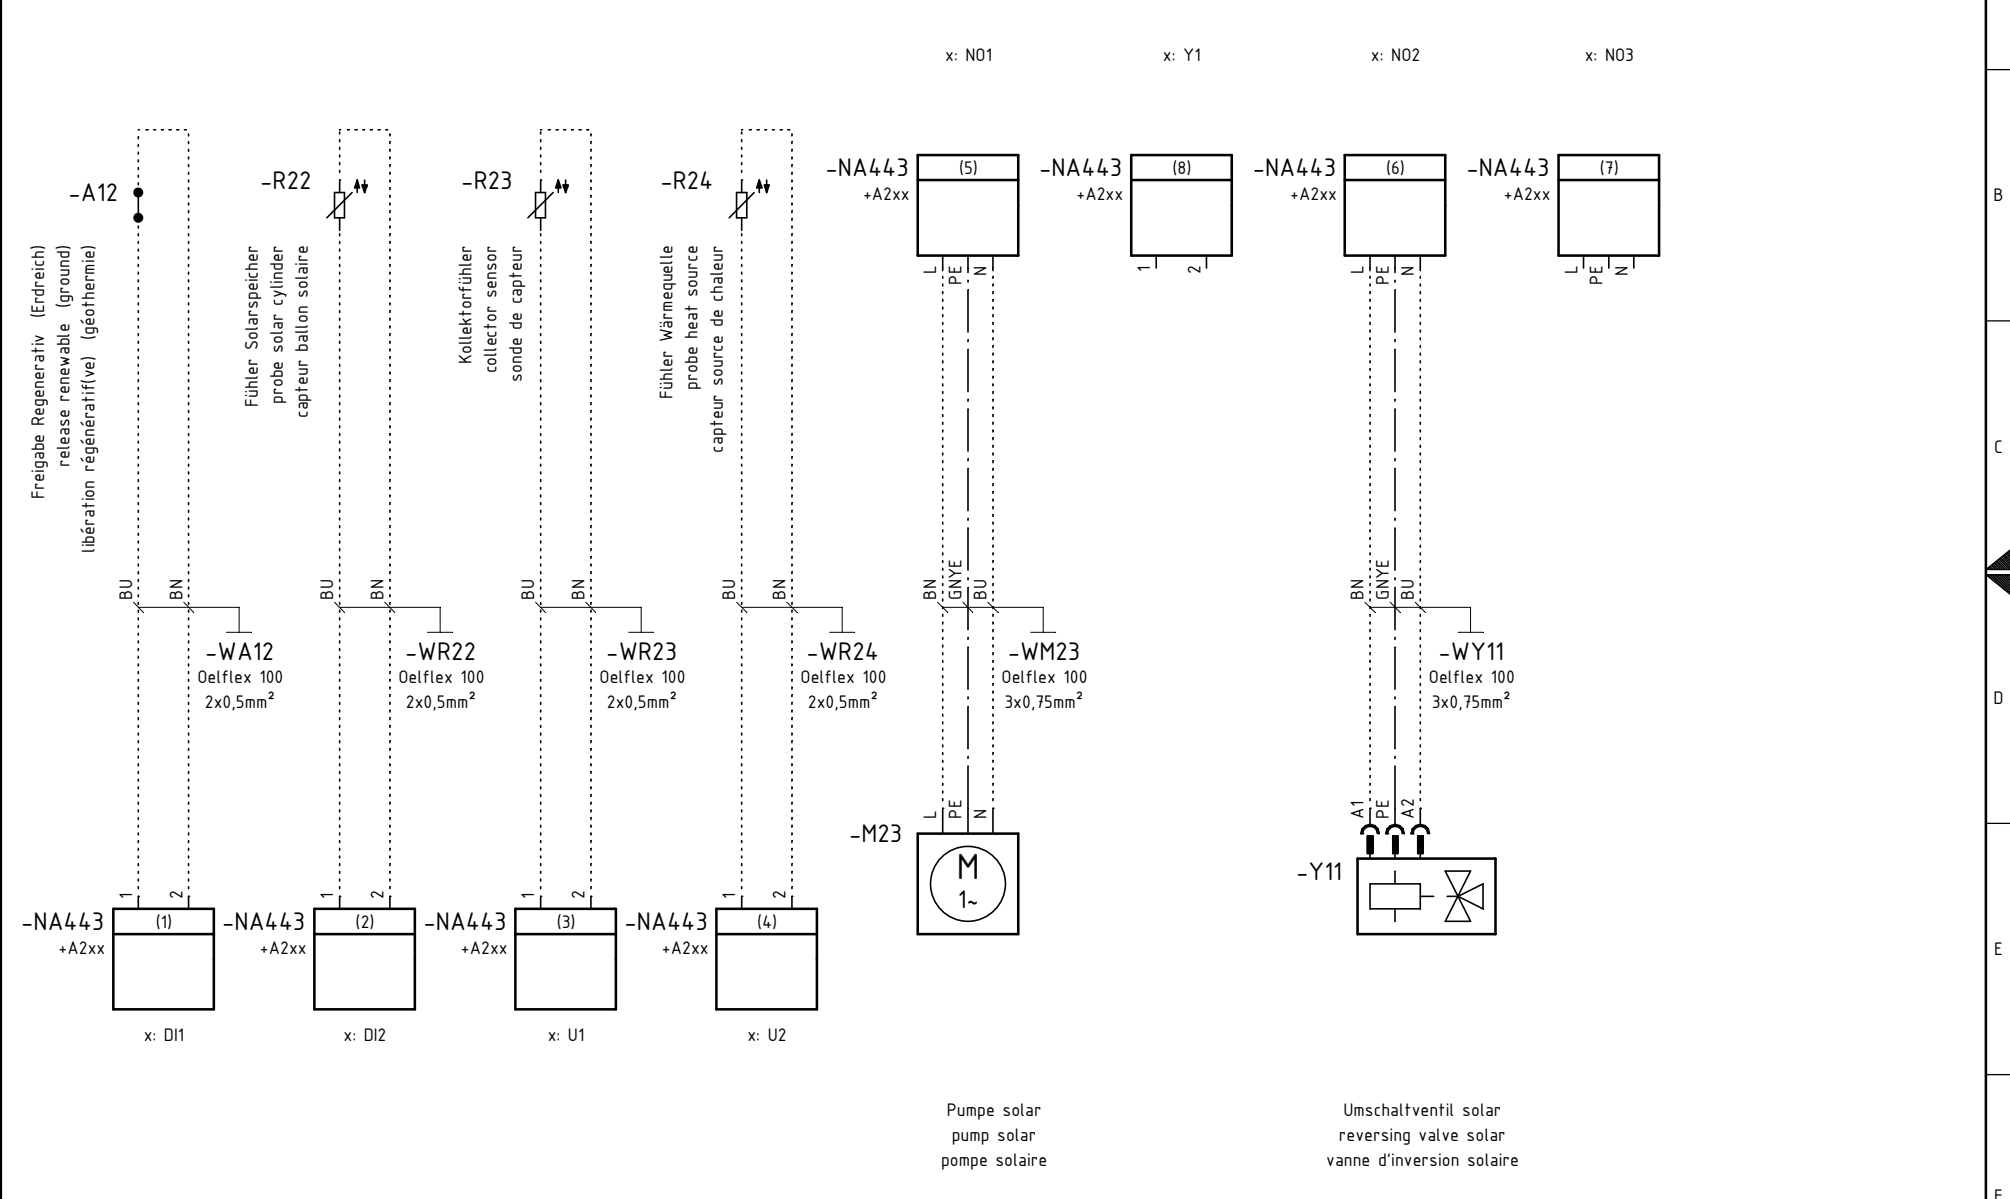 x: NO1
x: Y1
x: NO2
x: NO3
B
-A12
-R22
-R23
-R24
-NA443
+A2xx
(5)
-NA443
+A2xx
(8)
-NA443
+A2xx
(6)
-NA443
+A2xx
(7)
L
PE
N
1
2
L
PE
N
L
PE
N
Freigabe Regenerativ (Erdreich)
release renewable (ground)
libération régénératif(ve) (géothermie)
Fühler Solarspeicher
probe solar cylinder
capteur ballon solaire
Kollektorfühler
collector sensor
sonde de capteur
Fühler Wärmequelle
probe heat source
capteur source de chaleur
C
BU
BN
BU
BN
BU
BN
BU
BN
BN
GNYE
BU
BN
GNYE
BU
-WA12
Oelflex 100
2x0,5mm²
-WR22
Oelflex 100
2x0,5mm²
-WR23
Oelflex 100
2x0,5mm²
-WR24
Oelflex 100
2x0,5mm²
-WM23
Oelflex 100
3x0,75mm²
-WY11
Oelflex 100
3x0,75mm²
D
L
PE
N
A1
PE
A2
-M23
M
1~
-Y11
1
2
1
2
1
2
1
2
-NA443
+A2xx
(1)
-NA443
+A2xx
(2)
-NA443
+A2xx
(3)
-NA443
+A2xx
(4)
E
x: DI1
x: DI2
x: U1
x: U2
Pumpe solar
pump solar
pompe solaire
Umschaltventil solar
reversing valve solar
vanne d'inversion solaire